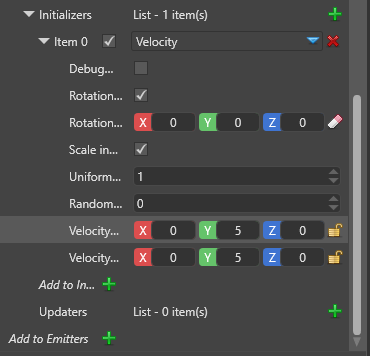 Initializers List - 1 item(s)
Item 0 Velocity
Debug...
Rotation...
Rotation... X 0 Y 0 Z 0
Scale in...
Uniform... 1
Random... 0
Velocity... X 0 Y 5 Z 0
Velocity... X 0 Y 5 Z 0
Add to In...
Updaters List - 0 item(s)
Add to Emitters